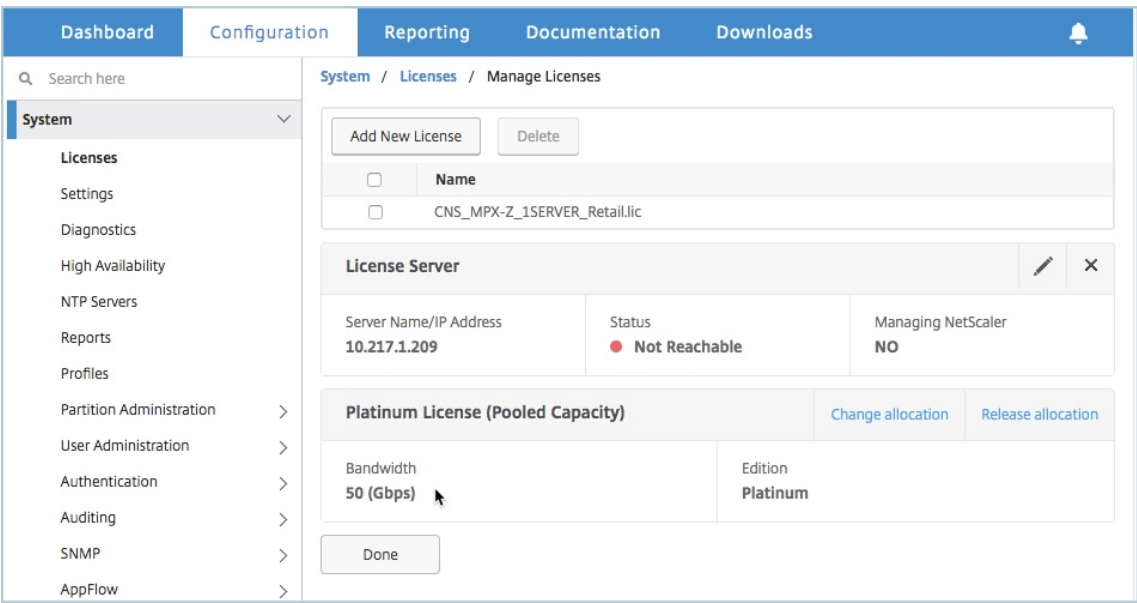 Dashboard Configuration Reporting Documentation Downloads
Search here
System
Licenses
Settings
Diagnostics
High Availability
NTP Servers
Reports
Profiles
Partition Administration
User Administration
Authentication
Auditing
SNMP
AppFlow
System / Licenses / Manage Licenses
Add New License Delete
Name
CNS_MPX-Z_1SERVER_Retail.lic
License Server
Server Name/IP Address Status Managing NetScaler
10.217.1.209 Not Reachable NO
Platinum License (Pooled Capacity) Change allocation Release allocation
Bandwidth Edition
50 (Gbps) Platinum
Done